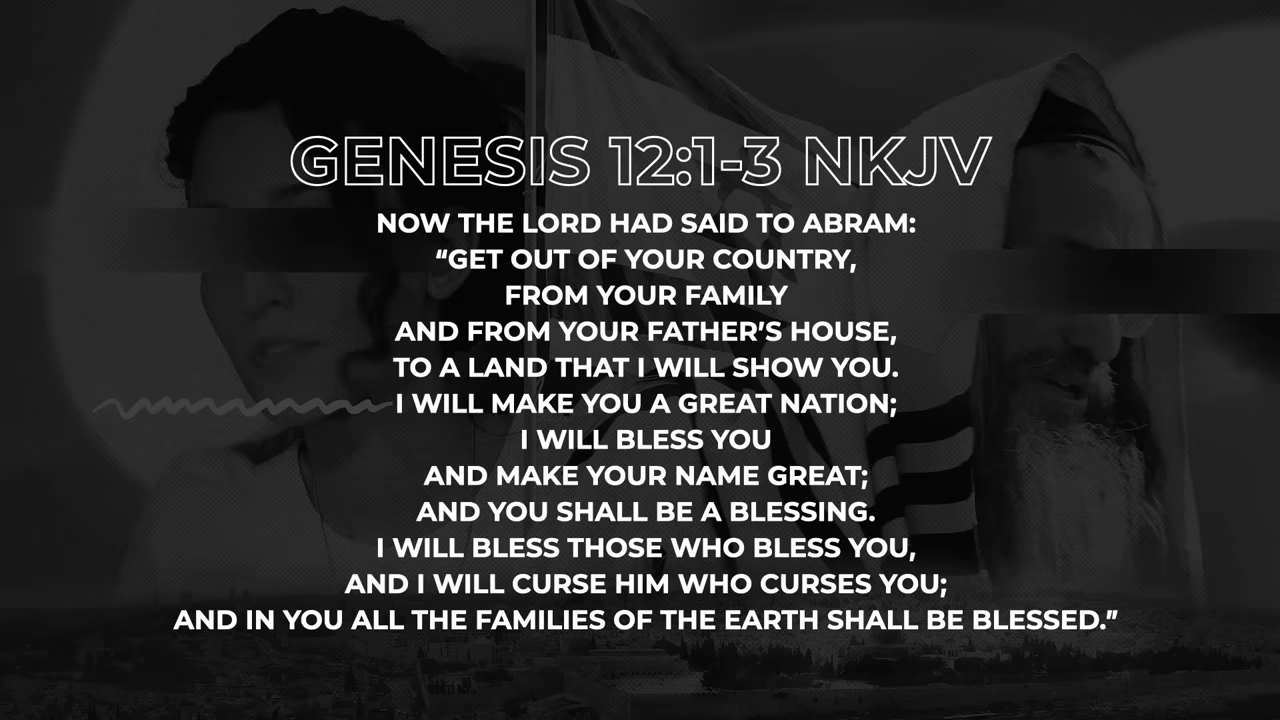 GENESIS 12:1-3 NKJV
NOW THE LORD HAD SAID TO ABRAM:
“GET OUT OF YOUR COUNTRY,
FROM YOUR FAMILY
AND FROM YOUR FATHER’S HOUSE,
TO A LAND THAT I WILL SHOW YOU.
I WILL MAKE YOU A GREAT NATION;
I WILL BLESS YOU
AND MAKE YOUR NAME GREAT;
AND YOU SHALL BE A BLESSING.
I WILL BLESS THOSE WHO BLESS YOU,
AND I WILL CURSE HIM WHO CURSES YOU;
AND IN YOU ALL THE FAMILIES OF THE EARTH SHALL BE BLESSED.”